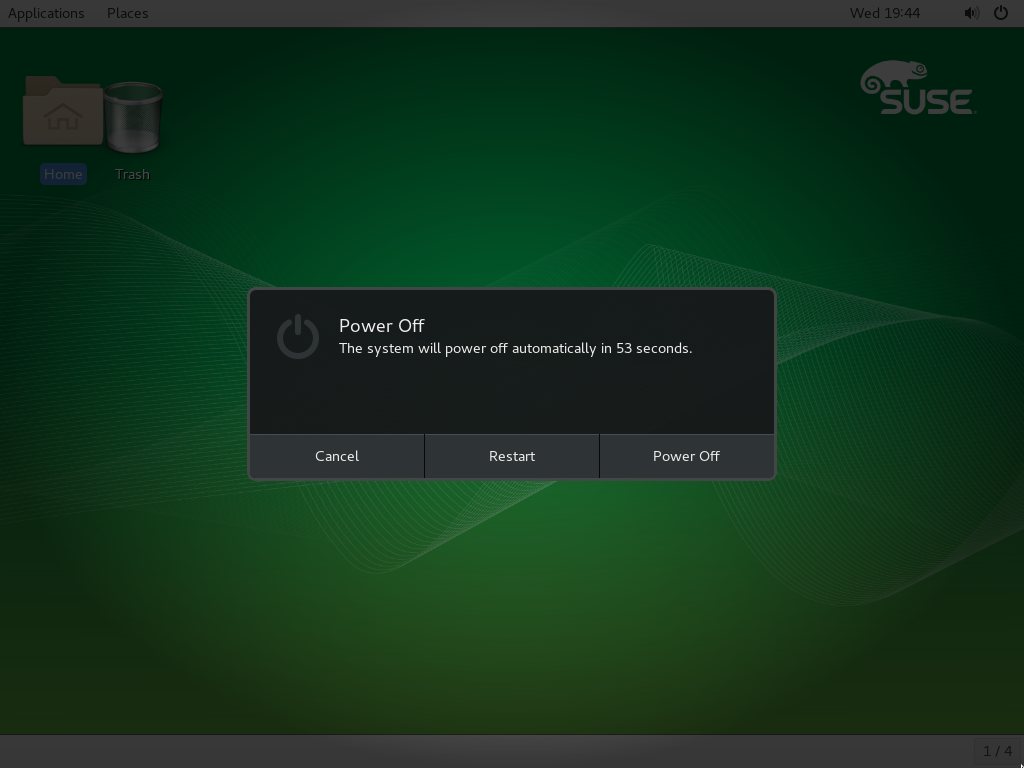 Applications Places Wed 19:44
SUSE
Home Trash
Power Off
The system will power off automatically in 53 seconds.
Cancel Restart Power Off
1 / 4